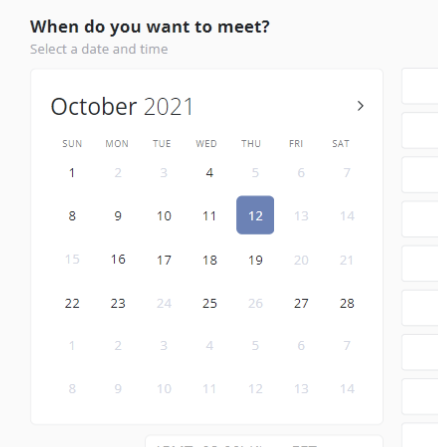 When do you want to meet?
Select a date and time
October 2021 >
SUN MON TUE WED THU FRI SAT
1 2 3 4 5 6 7
8 9 10 11 12 13 14
15 16 17 18 19 20 21
22 23 24 25 26 27 28
1 2 3 4 5 6 7
8 9 10 11 12 13 14